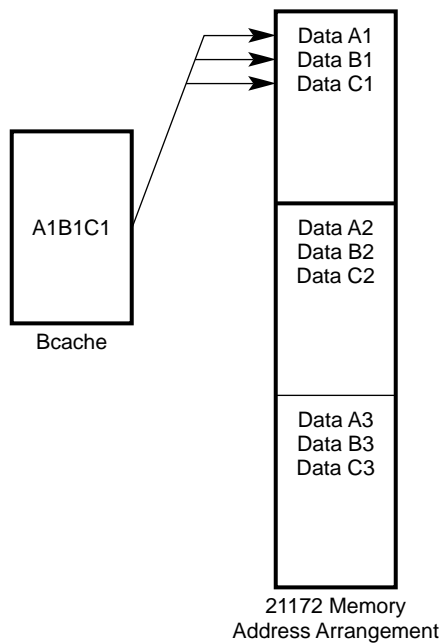 Data A1
Data B1
Data C1
A1B1C1
Bcache
Data A2
Data B2
Data C2
Data A3
Data B3
Data C3
21172 Memory
Address Arrangement